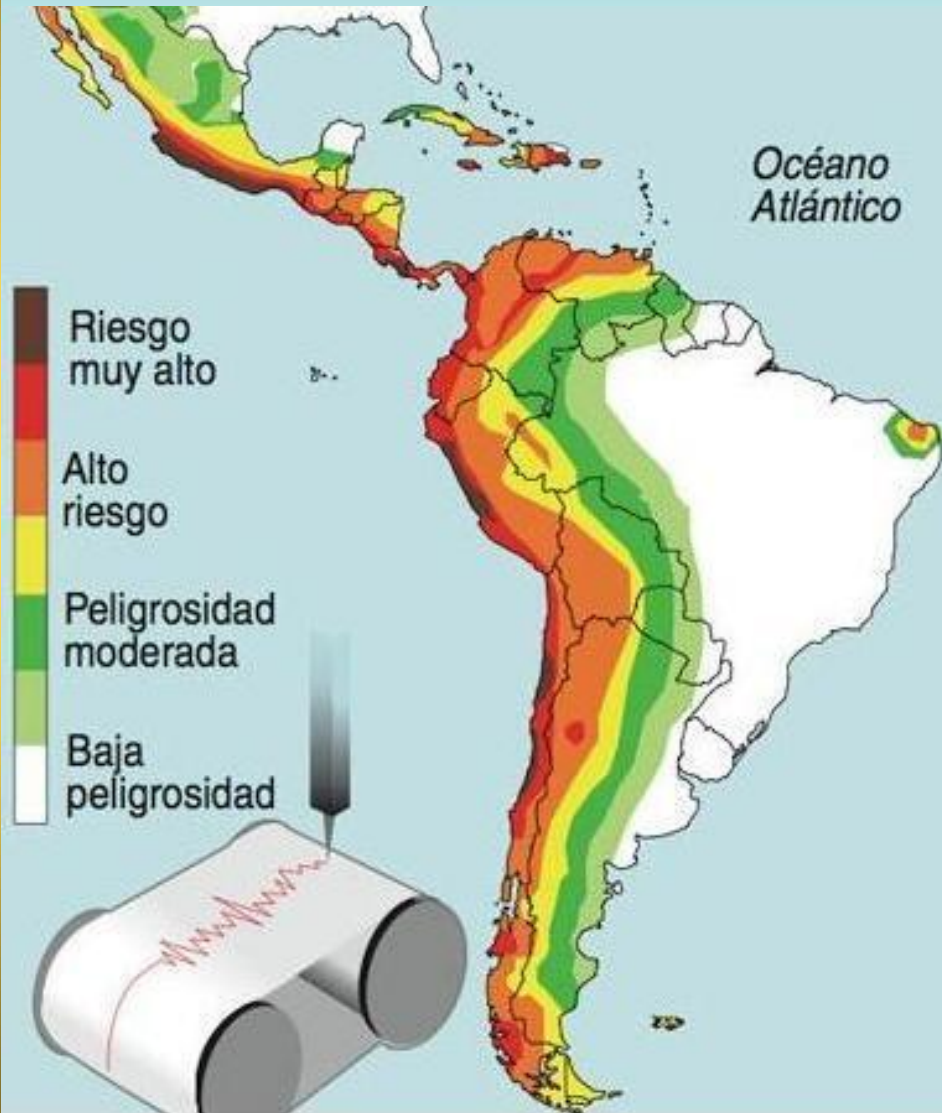 Océano
Atlántico
Riesgo
muy alto
Alto
riesgo
Peligrosidad
moderada
Baja
peligrosidad